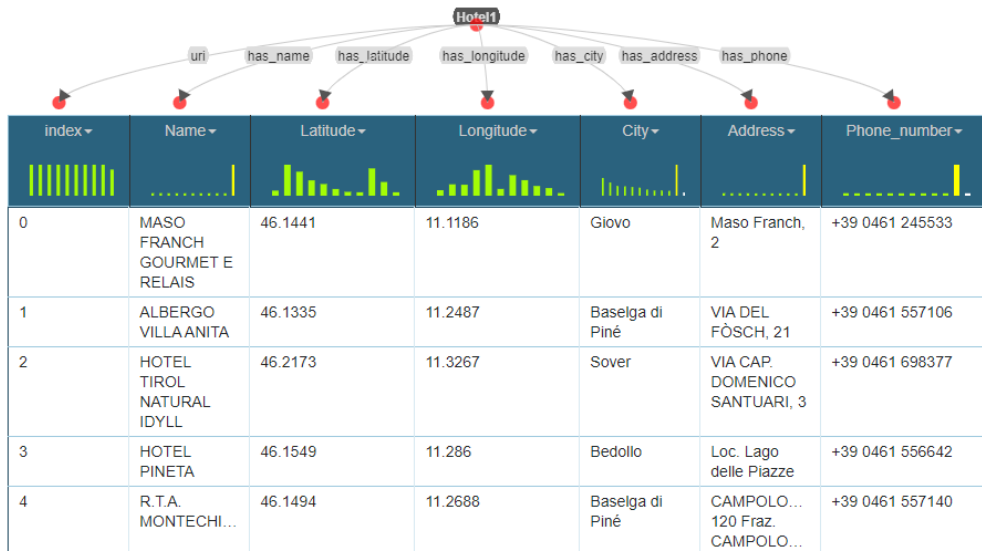 Hotel1
uri has_name has_latitude has_longitude has_city has_address has_phone
index Name Latitude Longitude City Address Phone_number
0 MASO 46.1441 11.1186 Giovo Maso Franch, +39 0461 245533
FRANCH 2
GOURMET E
RELAIS
1 ALBERGO 46.1335 11.2487 Baselga di VIA DEL +39 0461 557106
VILLA ANITA Piné FÒSCH, 21
2 HOTEL 46.2173 11.3267 Sover VIA CAP. +39 0461 698377
TIROL DOMENICO
NATURAL SANTUARI, 3
IDYLL
3 HOTEL 46.1549 11.286 Bedollo Loc. Lago +39 0461 556642
PINETA delle Piazze
4 R.T.A. 46.1494 11.2688 Baselga di CAMPOLO... +39 0461 557140
MONTECHI... Piné 120 Fraz.
CAMPOLO...